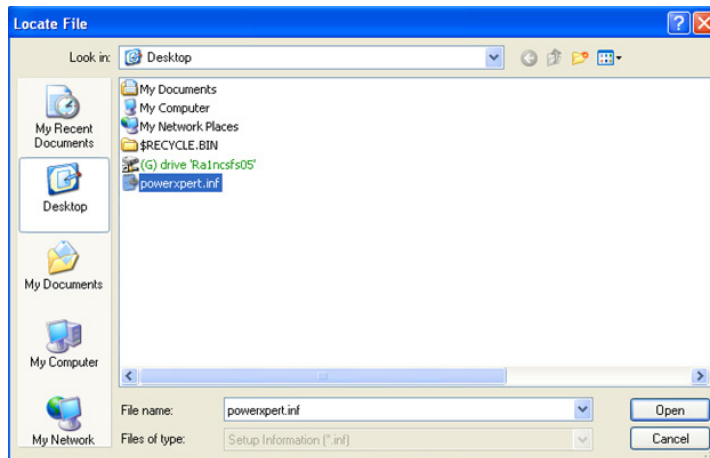 Locate File
Look in:
Desktop
My Recent
Documents
Desktop
My Documents
My Computer
My Network
My Documents
My Computer
My Network Places
$RECYCLE.BIN
(G) drive 'Ra1ncsfs05'
powerxpert.inf
File name:
powerxpert.inf
Open
Files of type:
Setup Information (*.inf)
Cancel